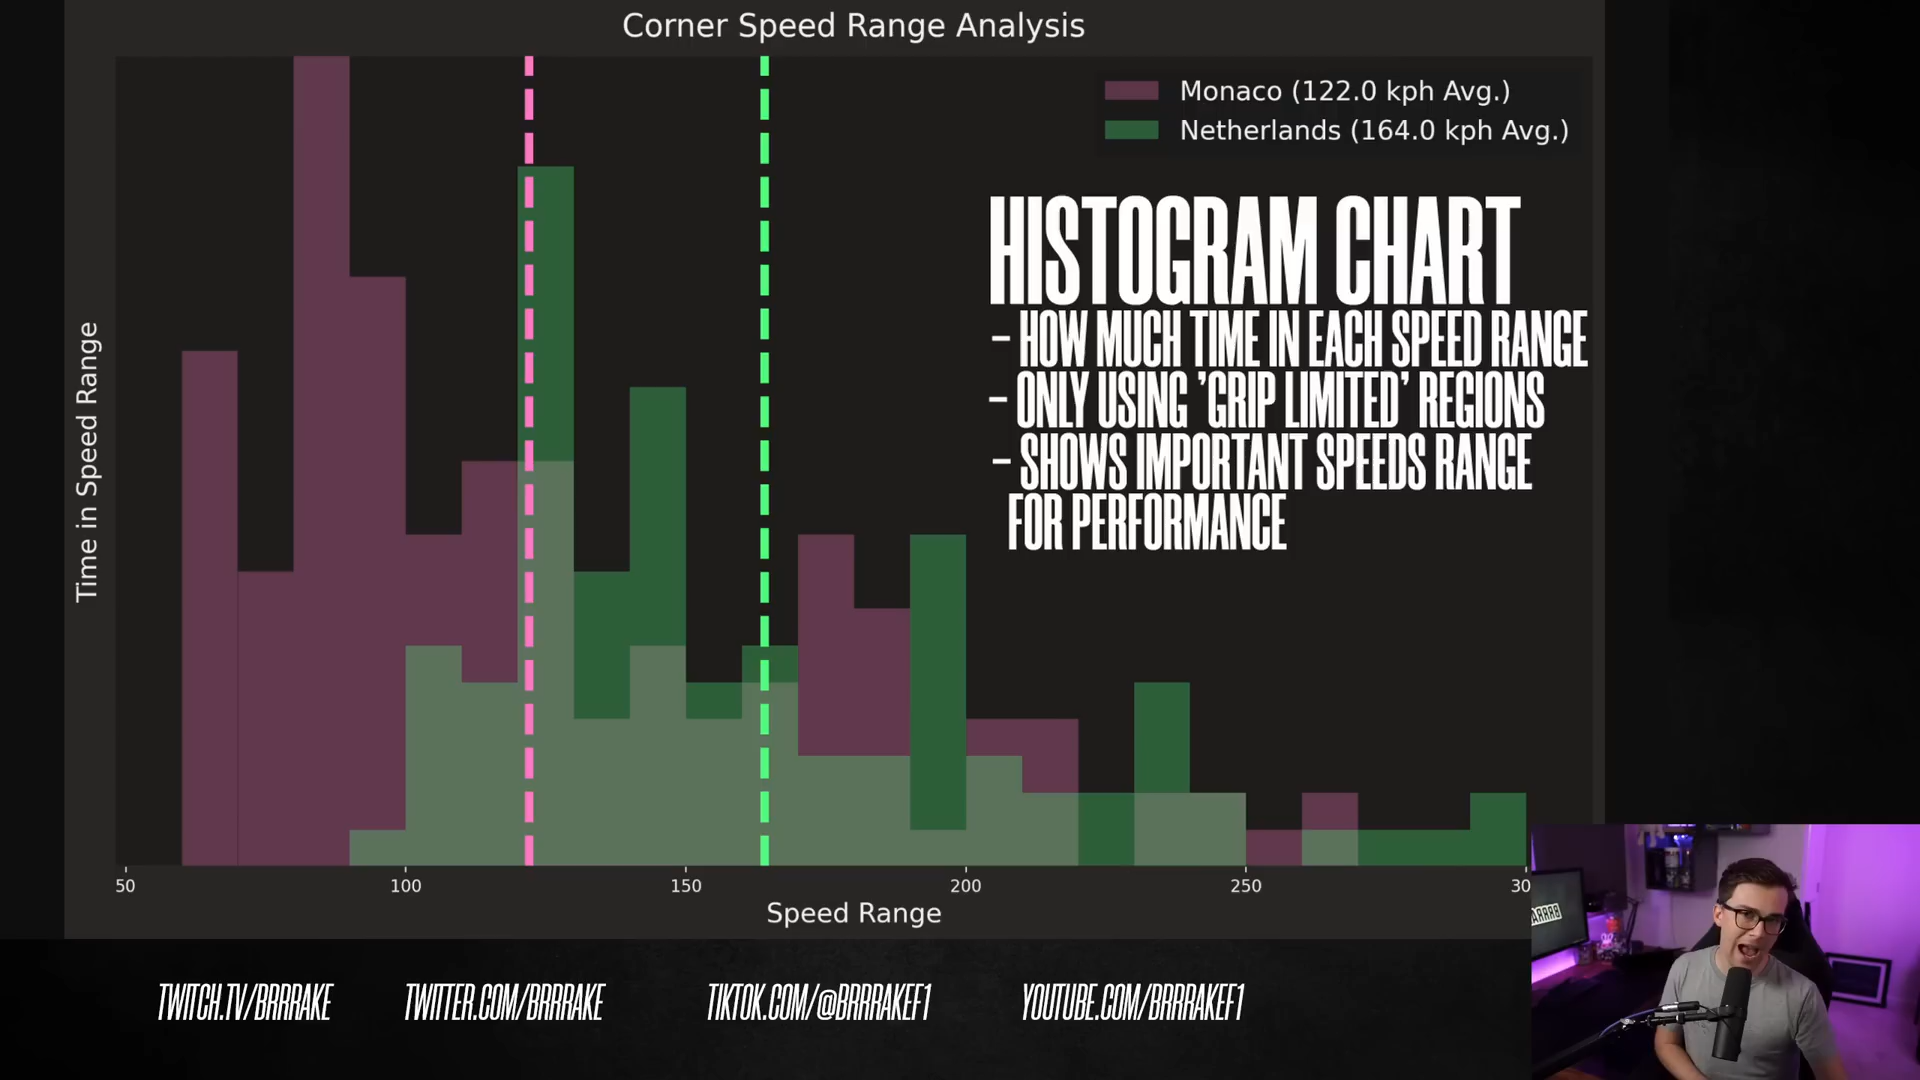 Corner Speed Range Analysis
Monaco (122.0 kph Avg.)
Netherlands (164.0 kph Avg.)
HISTOGRAM CHART
- HOW MUCH TIME IN EACH SPEED RANGE
- ONLY USING 'GRIP LIMITED' REGIONS
- SHOWS IMPORTANT SPEEDS RANGE
FOR PERFORMANCE
Time in Speed Range
50 100 150 200 250 30
Speed Range
TWITCH.TV/BRRRAKE TWITTER.COM/BRRRAKE TIKTOK.COM/@BRRRAKEF1 YOUTUBE.COM/BRRRAKEF1